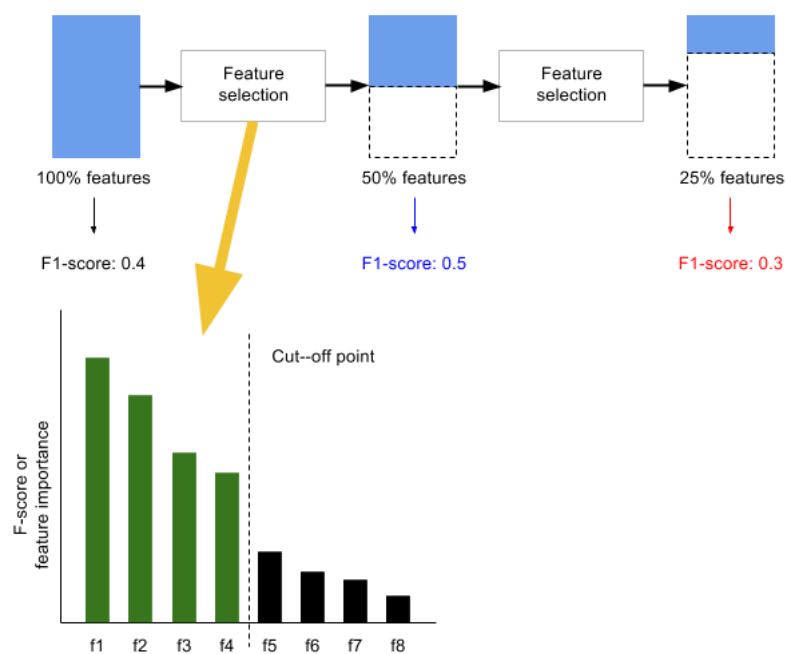 Feature
selection
Feature
selection
100% features
50% features
25% features
F1-score: 0.4
F1-score: 0.5
F1-score: 0.3
Cut--off point
F-score or
feature importance
f1 f2 f3 f4 f5 f6 f7 f8